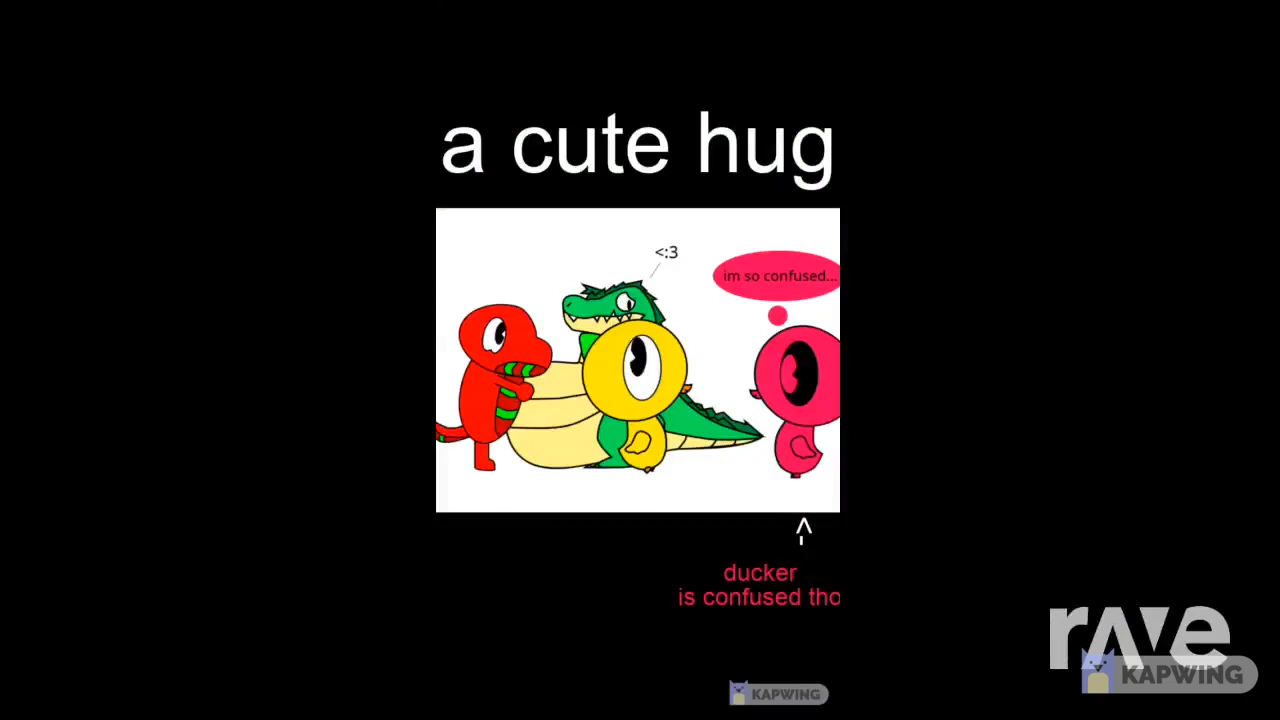 a cute hug
<:3
im so confused...
^
ducker
is confused tho
rave
KAPWING
KAPWING